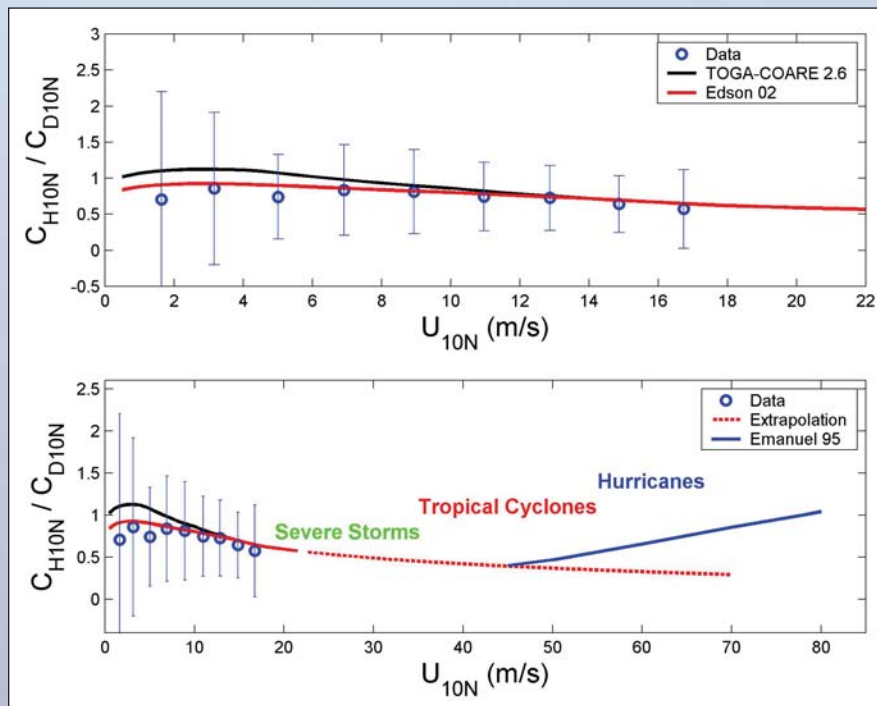 3
2.5
2
1.5
1
0.5
0
-0.5
C_H10N / C_D10N
Data
TOGA-COARE 2.6
Edson 02
0 2 4 6 8 10 12 14 16 18 20 22
U_10N (m/s)
2.5
2
1.5
1
0.5
0
C_H10N / C_D10N
Data
Extrapolation
Emanuel 95
Hurricanes
Tropical Cyclones
Severe Storms
0 10 20 30 40 50 60 70 80
U_10N (m/s)